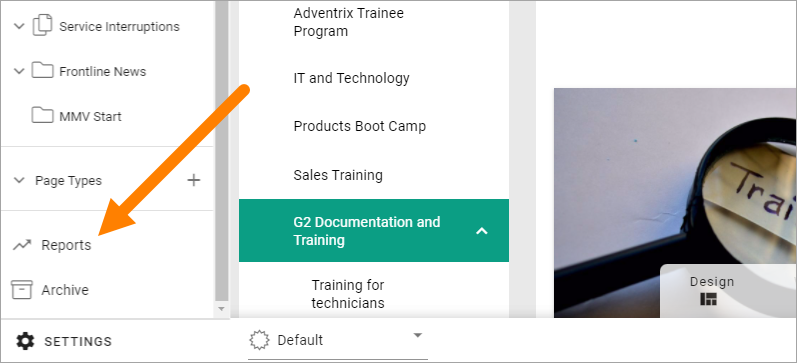 Service Interruptions
Frontline News
MMV Start
Page Types
Reports
Archive
SETTINGS
Adventrix Trainee
Program
IT and Technology
Products Boot Camp
Sales Training
G2 Documentation and
Training
Training for
technicians
Default
Design